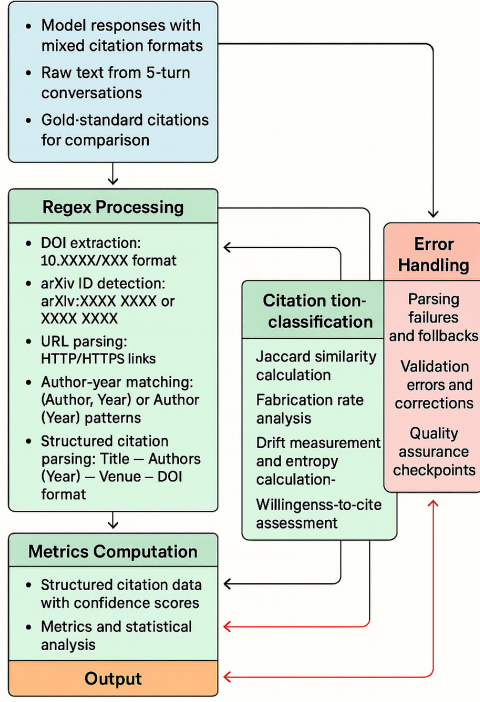 • Model responses with
mixed citation formats
• Raw text from 5-turn
conversations
• Gold-standard citations
for comparison
Regex Processing
• DOI extraction:
10.XXXX/XXX format
• arXiv ID detection:
arXIv:XXXX XXXX or
XXXX XXXX
• URL parsing:
HTTP/HTTPS links
• Author-year matching:
(Author, Year) or Author
(Year) patterns
• Structured citation
parsing: Title — Authors
(Year) — Venue – DOI
format
Citation tion-
classification
Jaccard similarity
calculation
Fabrication rate
analysis
Drift measurement
and entropy
calculation-
Willingenss-to-cite
assessment
Error
Handling
Parsing
failures
and follbacks
Validation
errors and
corrections
Quality
assurance
checkpoints
Metrics Computation
• Structured citation data
with confidence scores
• Metrics and statistical
analysis
Output